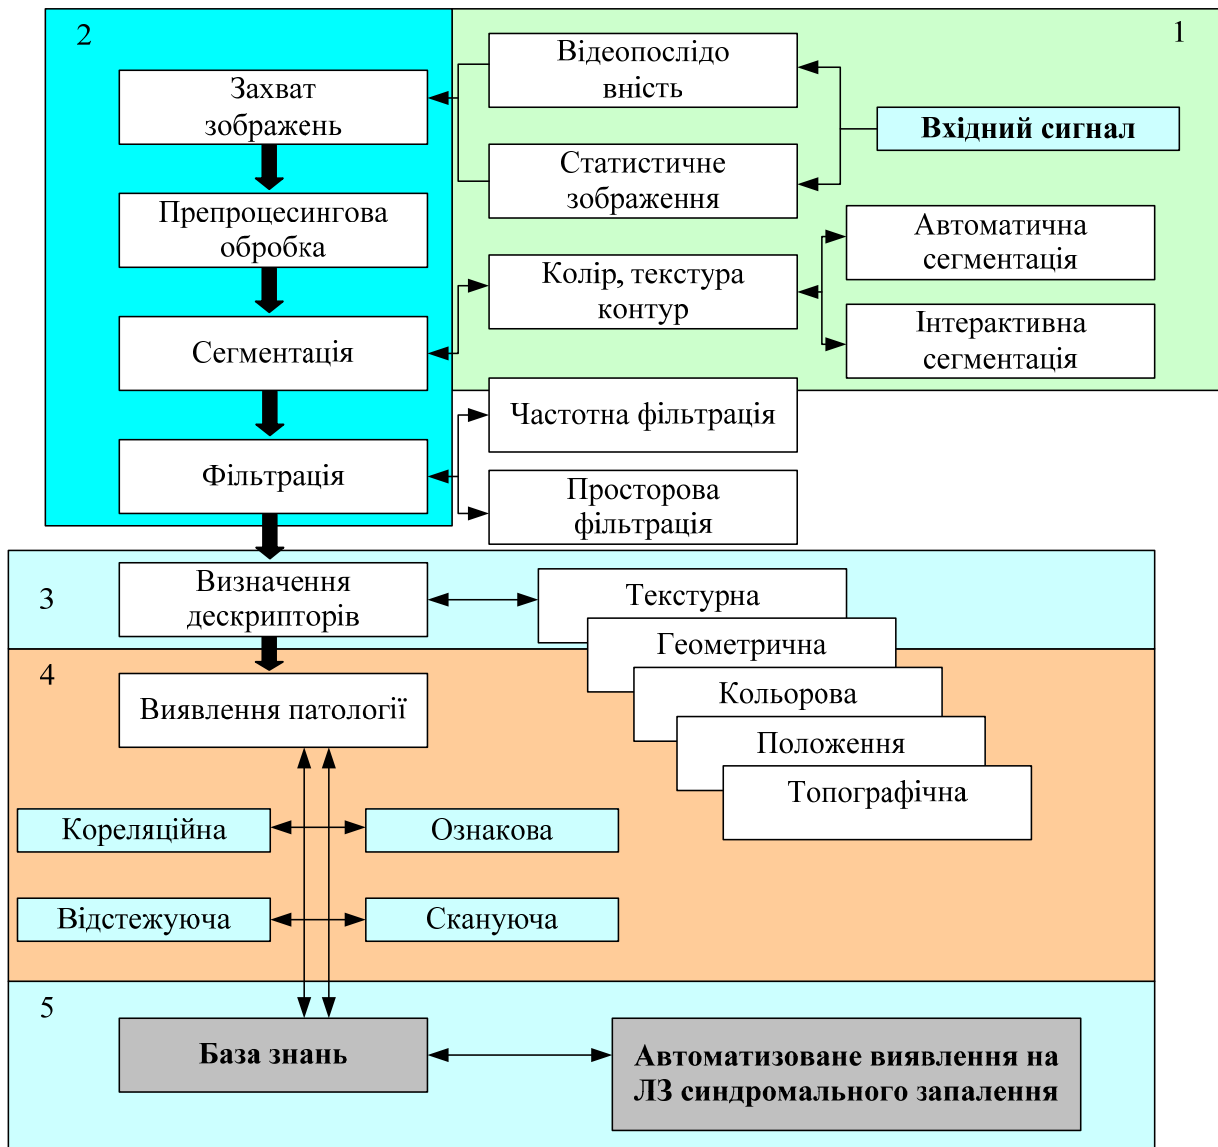 2
1
Відеопослідо
вність
Захват
зображень
Вхідний сигнал
Статистичне
зображення
Препроцесингова
обробка
Автоматична
сегментація
Колір, текстура
контур
Сегментація
Інтерактивна
сегментація
Частотна фільтрація
Фільтрація
Просторова
фільтрація
3
Визначення
дескрипторів
Текстурна
Геометрична
4
Виявлення патології
Кольорова
Положення
Топографічна
Кореляційна
Ознакова
Відстежуюча
Скануюча
5
База знань
Автоматизоване виявлення на
ЛЗ синдромального запалення